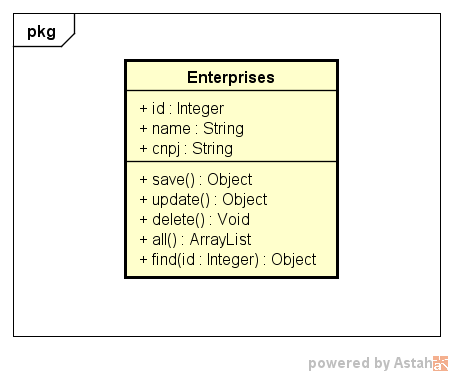 pkg
Enterprises
+ id : Integer
+ name : String
+ cnpj : String
+ save() : Object
+ update() : Object
+ delete() : Void
+ all() : ArrayList
+ find(id : Integer) : Object
powered by Astah